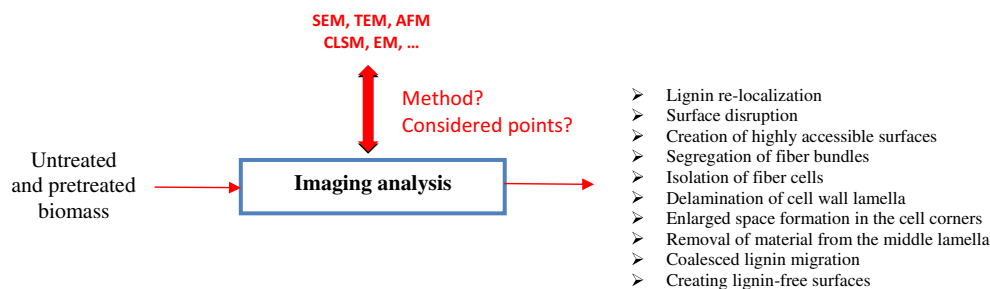 SEM, TEM, AFM
CLSM, EM, ...
Method?
Considered points?
Untreated
and pretreated
biomass
Imaging analysis
➢ Lignin re-localization
➢ Surface disruption
➢ Creation of highly accessible surfaces
➢ Segregation of fiber bundles
➢ Isolation of fiber cells
➢ Delamination of cell wall lamella
➢ Enlarged space formation in the cell corners
➢ Removal of material from the middle lamella
➢ Coalesced lignin migration
➢ Creating lignin-free surfaces